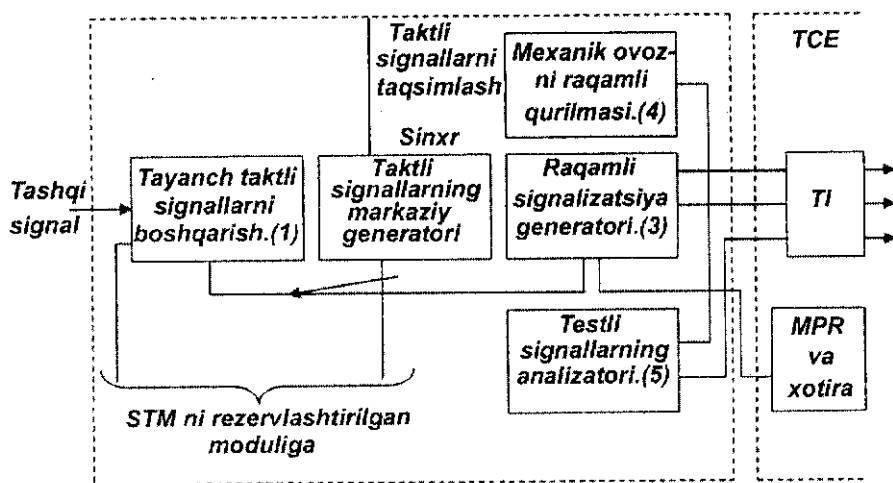 Taktli
signallarni
taqsimlash
Mexanik ovoz-
ni raqamli
qurilmasi.(4)
TCE
Sinxr
Tashqi
signal
Tayanch taktli
signallarni
boshqarish.(1)
Taktli
signallarning
markaziy
generatori
Raqamli
signalizatsiya
generatori.(3)
TI
Testli
signallarning
analizatori.(5)
MPR
va
xotira
STM ni rezervlashtirilgan
moduliga